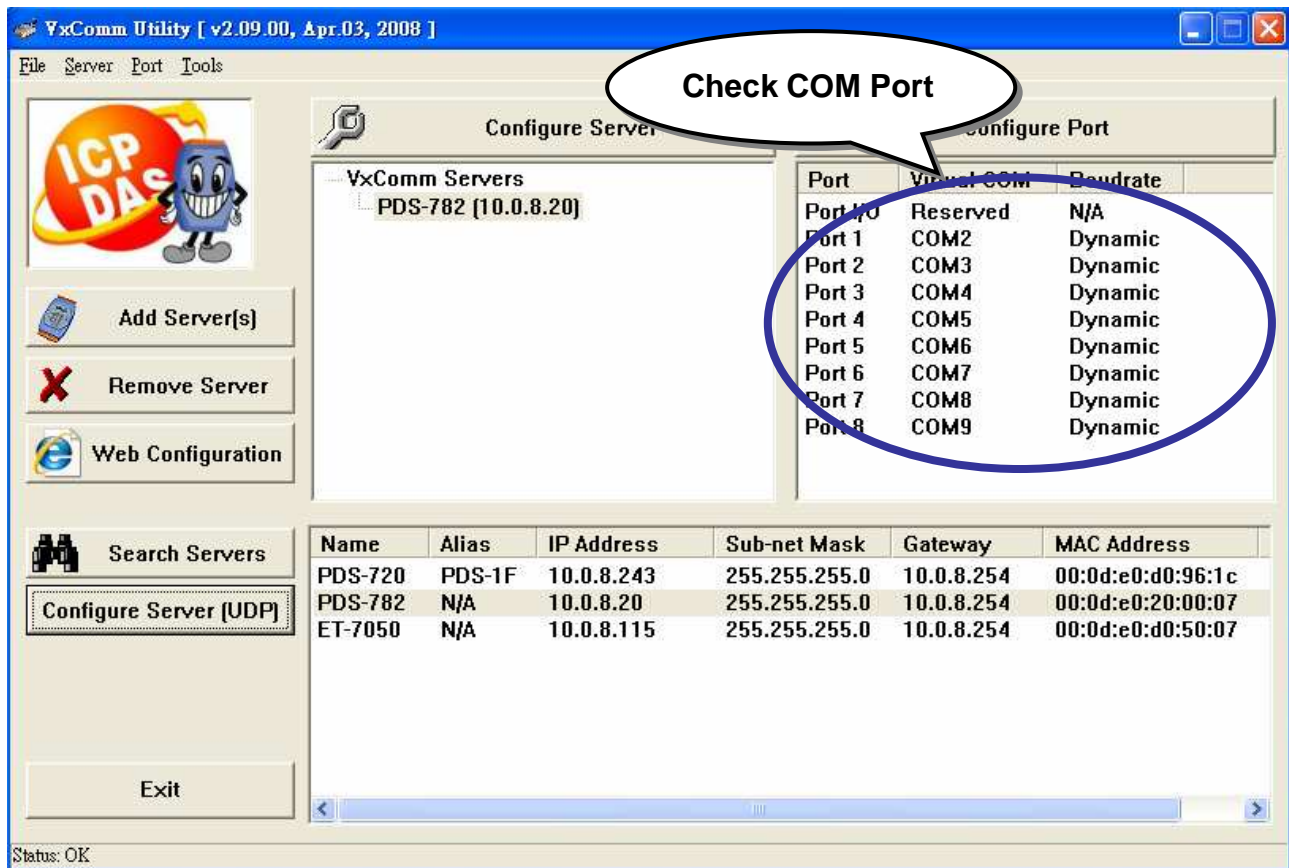 VxComm Utility [ v2.09.00, Apr.03, 2008 ]
File Server Port Tools
Check COM Port
ICP DAS
Configure Server
Configure Port
VxComm Servers
PDS-782 (10.0.8.20)
Port Virtual COM Baudrate
Port I/O Reserved N/A
Port 1 COM2 Dynamic
Port 2 COM3 Dynamic
Port 3 COM4 Dynamic
Port 4 COM5 Dynamic
Port 5 COM6 Dynamic
Port 6 COM7 Dynamic
Port 7 COM8 Dynamic
Port 8 COM9 Dynamic
Add Server(s)
Remove Server
Web Configuration
Search Servers
Configure Server (UDP)
Exit
Name Alias IP Address Sub-net Mask Gateway MAC Address
PDS-720 PDS-1F 10.0.8.243 255.255.255.0 10.0.8.254 00:0d:e0:d0:96:1c
PDS-782 N/A 10.0.8.20 255.255.255.0 10.0.8.254 00:0d:e0:20:00:07
ET-7050 N/A 10.0.8.115 255.255.255.0 10.0.8.254 00:0d:e0:d0:50:07
Status: OK